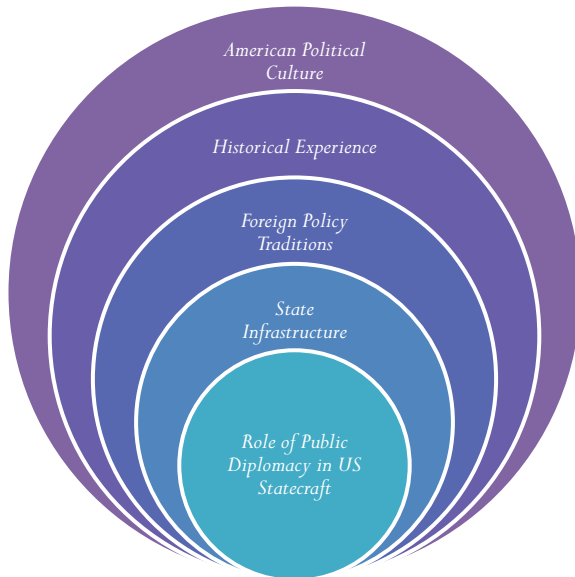 American Political
Culture
Historical Experience
Foreign Policy
Traditions
State
Infrastructure
Role of Public
Diplomacy in US
Statecraft